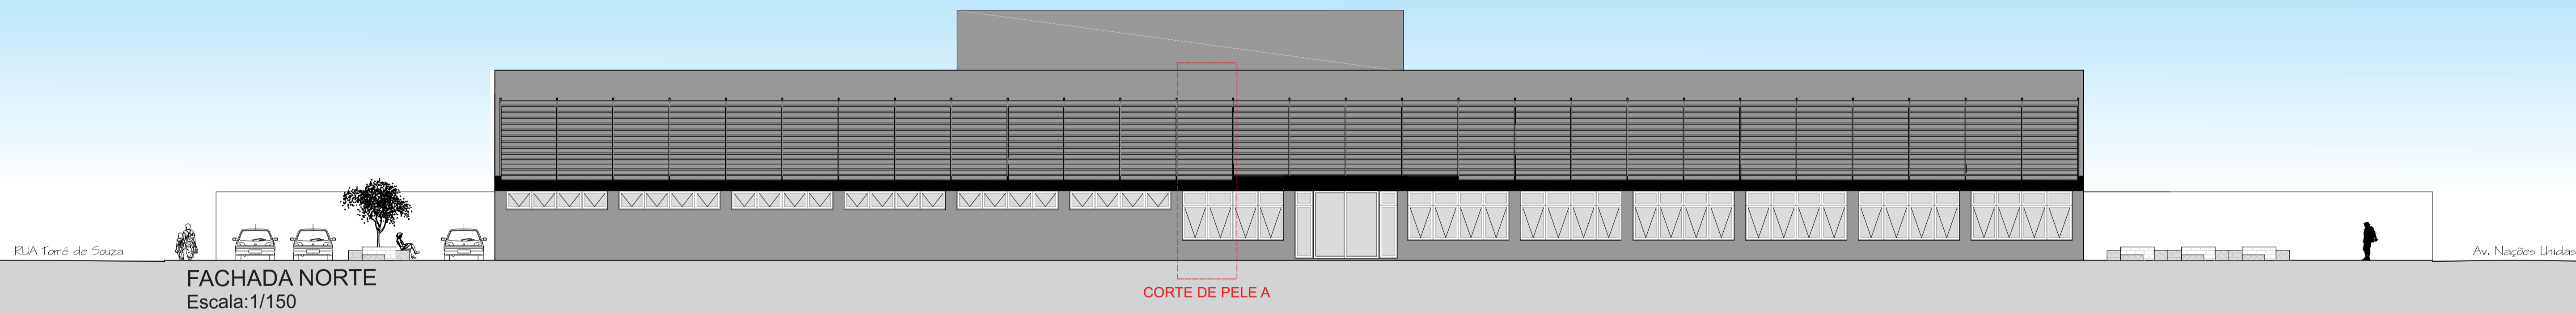 RUA Tomé de Souza
Av. Nações Unidas
FACHADA NORTE
Escala:1/150
CORTE DE PELE A